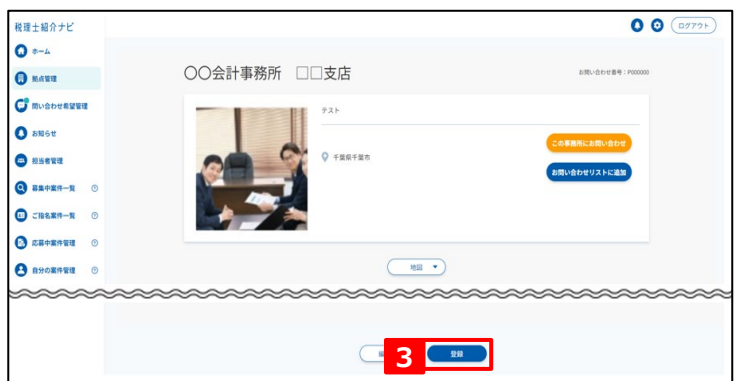 税理士紹介ナビ
ログアウト
ホーム
拠点管理
問い合わせ希望管理
お知らせ
担当者管理
募集中案件一覧
ご指名案件一覧
応募中案件管理
自分の案件管理
〇〇会計事務所 □□支店
お問い合わせ番号:P000000
テスト
千葉県千葉市
この事務所にお問い合わせ
お問い合わせリストに追加
地図
3
登録